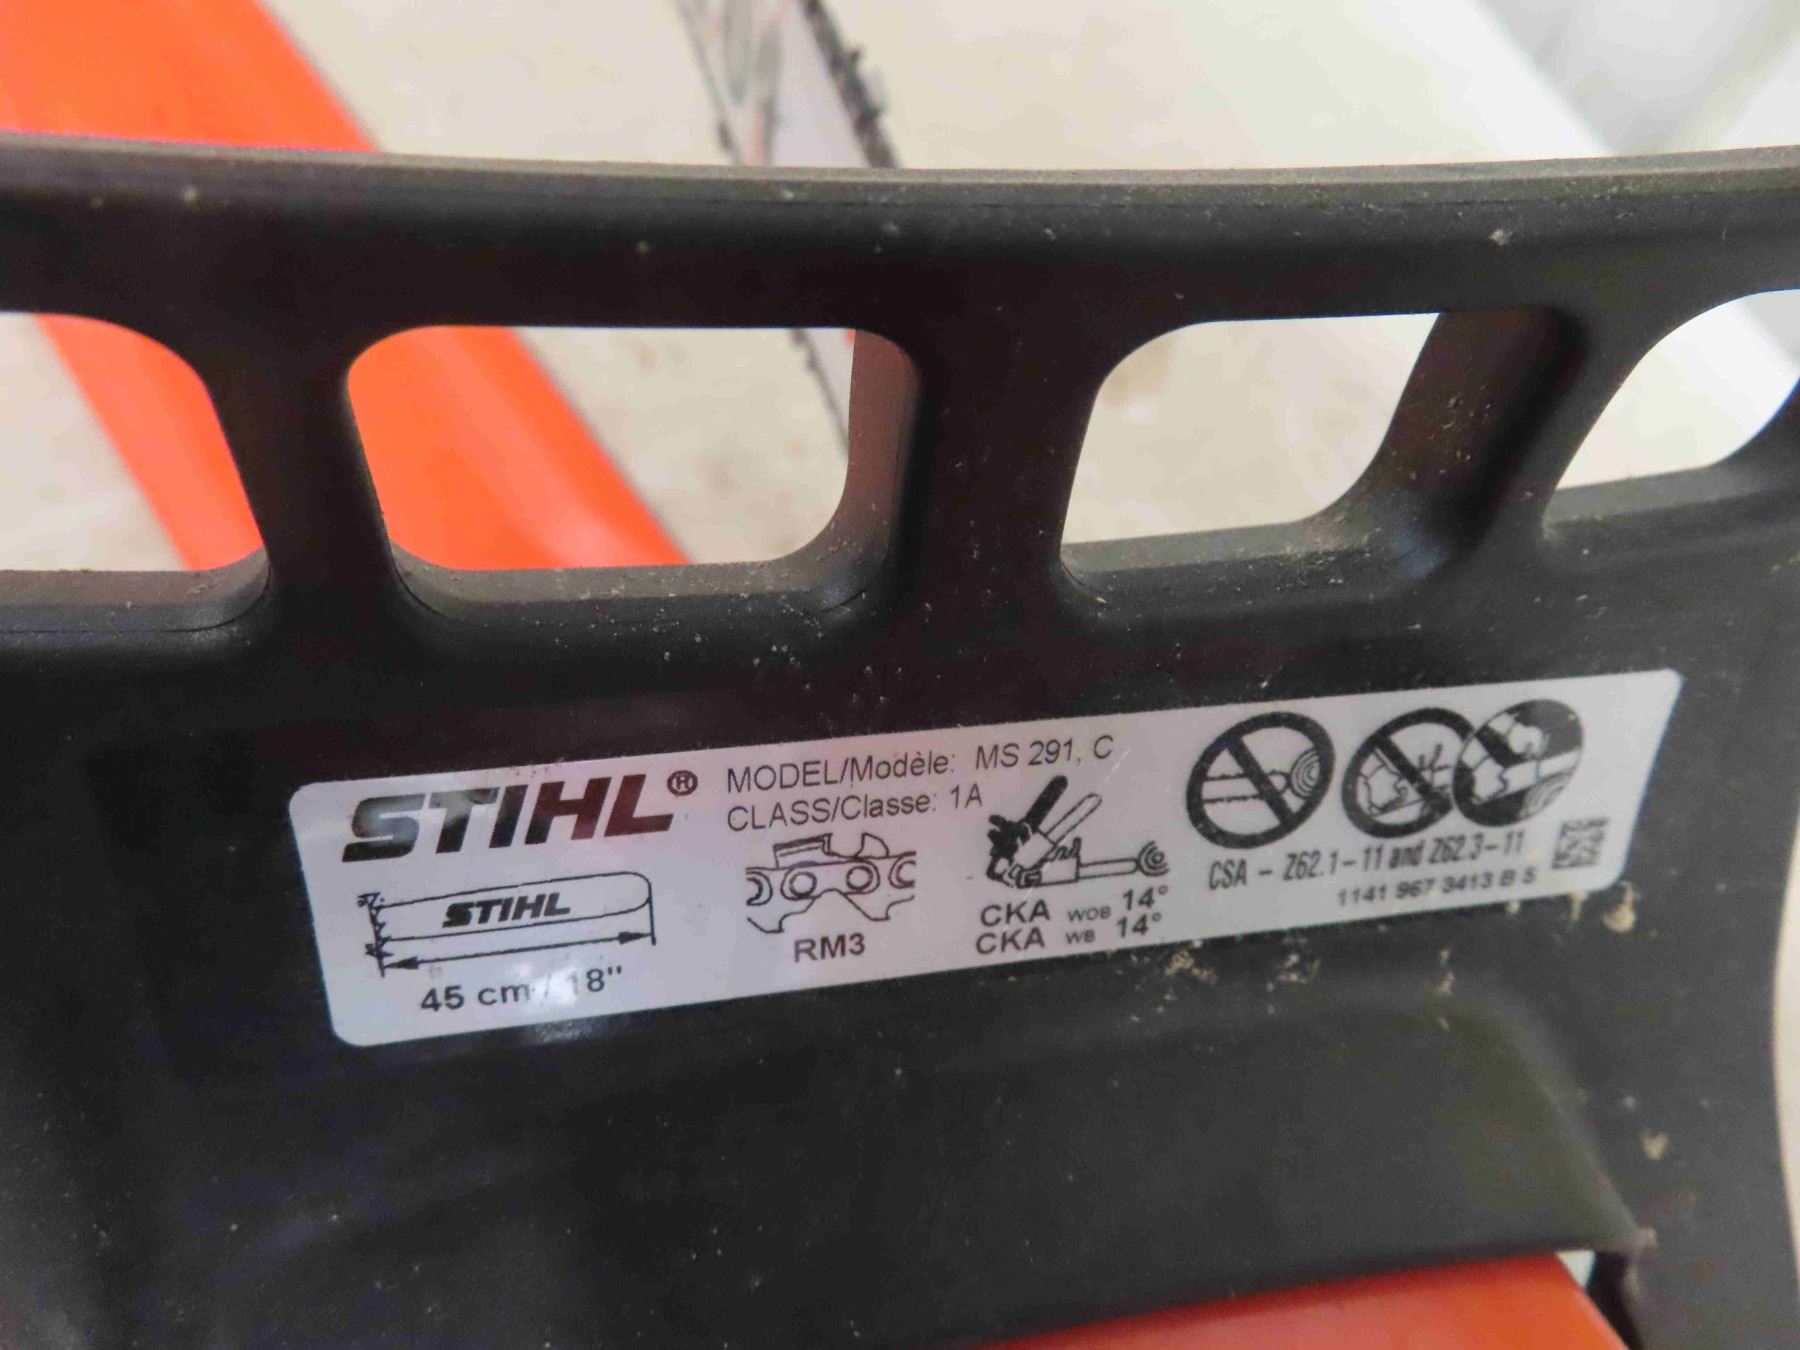 STIHL®
MODEL/Modèle: MS 291, C
CLASS/Classe: 1A
STIHL
45 cm / 18"
RM3
CKA WOB 14°
CKA WB 14°
CSA - Z62.1-11 and Z62.3-11
1141 967 3413 B S